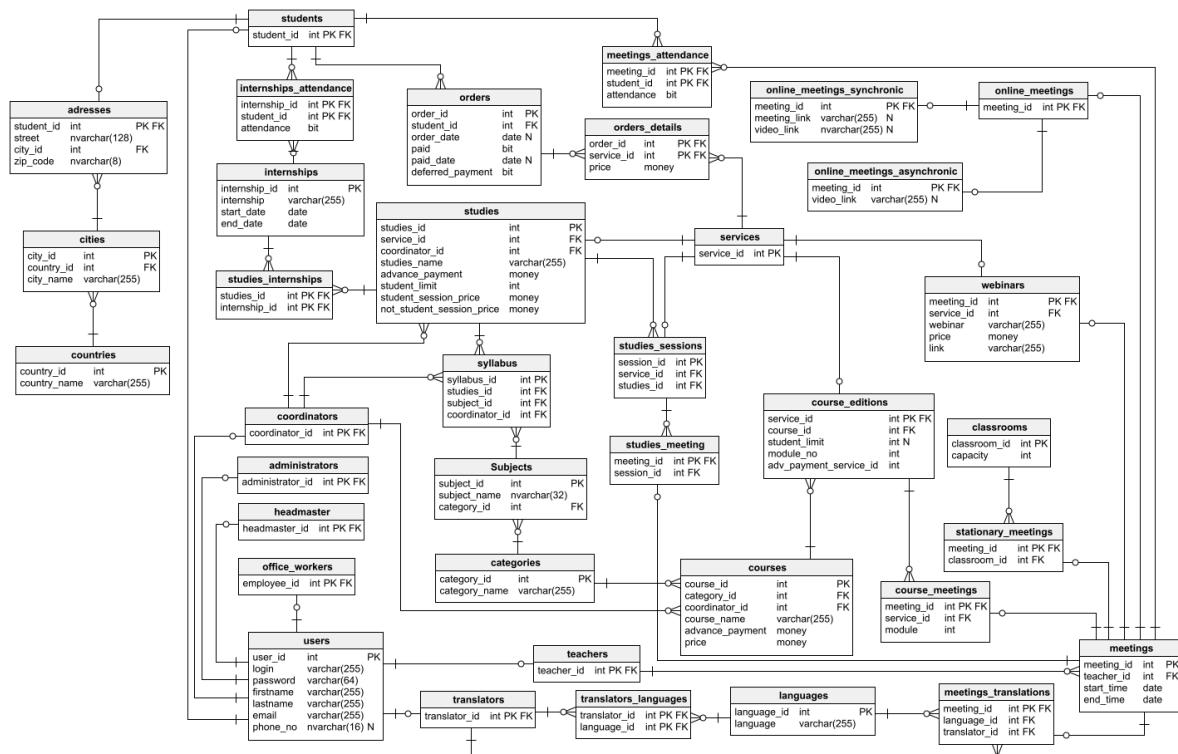 students
student_id int PK FK
meetings_attendance
meeting_id int PK FK
student_id int PK FK
attendance bit
internships_attendance
internship_id int PK FK
student_id int PK FK
attendance bit
orders
order_id int PK
student_id int FK
order_date date N
paid bit
paid_date date N
deferred_payment bit
online_meetings_synchronic
meeting_id int PK FK
meeting_link varchar(255) N
video_link nvarchar(255) N
online_meetings
meeting_id int PK FK
adresses
student_id int PK FK
street nvarchar(128)
city_id int FK
zip_code nvarchar(8)
orders_details
order_id int PK FK
service_id int PK FK
price money
online_meetings_asynchronic
meeting_id int PK FK
video_link varchar(255) N
internships
internship_id int PK
internship varchar(255)
start_date date
end_date date
studies
studies_id int PK
service_id int FK
coordinator_id int FK
studies_name varchar(255)
advance_payment money
student_limit int
student_session_price money
not_student_session_price money
services
service_id int PK
cities
city_id int PK
country_id int FK
city_name varchar(255)
studies_internships
studies_id int PK FK
internship_id int PK FK
webinars
meeting_id int PK FK
service_id int FK
webinar varchar(255)
price money
link varchar(255)
countries
country_id int PK
country_name varchar(255)
syllabus
syllabus_id int PK
studies_id int FK
subject_id int FK
coordinator_id int FK
studies_sessions
session_id int PK
service_id int FK
studies_id int FK
coordinators
coordinator_id int PK FK
course_editions
service_id int PK FK
course_id int FK
student_limit int N
module_no int
adv_payment_service_id int
classrooms
classroom_id int PK
capacity int
studies_meeting
meeting_id int PK FK
session_id int FK
administrators
administrator_id int PK FK
Subjects
subject_id int PK
subject_name nvarchar(32)
category_id int FK
headmaster
headmaster_id int PK FK
stationary_meetings
meeting_id int PK FK
classroom_id int FK
office_workers
employee_id int PK FK
categories
category_id int PK
category_name varchar(255)
courses
course_id int PK
category_id int FK
coordinator_id int FK
course_name varchar(255)
advance_payment money
price money
course_meetings
meeting_id int PK FK
service_id int FK
module int
users
user_id int PK
login varchar(255)
password varchar(64)
firstname varchar(255)
lastname varchar(255)
email varchar(255)
phone_no nvarchar(16) N
teachers
teacher_id int PK FK
meetings
meeting_id int PK
teacher_id int FK
start_time date
end_time date
translators
translator_id int PK FK
translators_languages
translator_id int PK FK
language_id int PK FK
languages
language_id int PK
language varchar(255)
meetings_translations
meeting_id int PK FK
language_id int FK
translator_id int FK